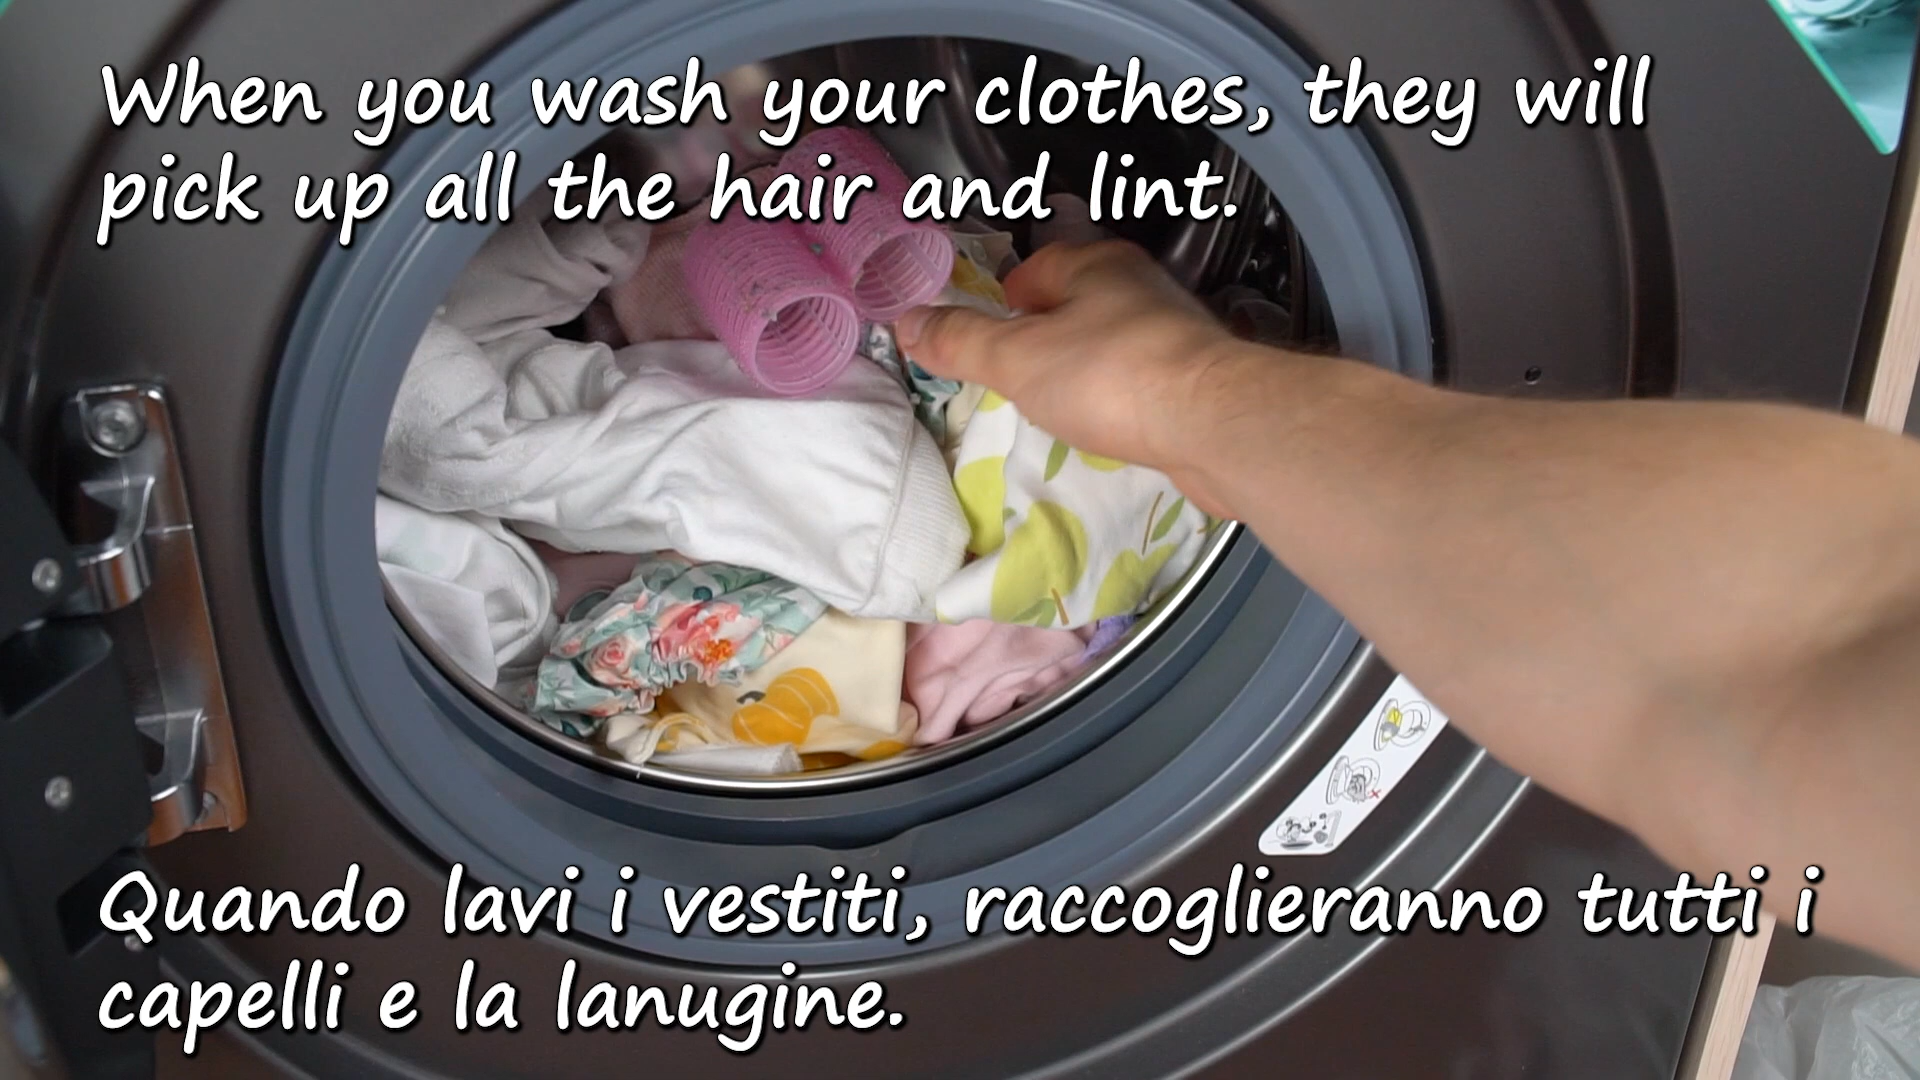 When you wash your clothes, they will
pick up all the hair and lint.
Quando lavi i vestiti, raccoglieranno tutti i
capelli e la lanugine.